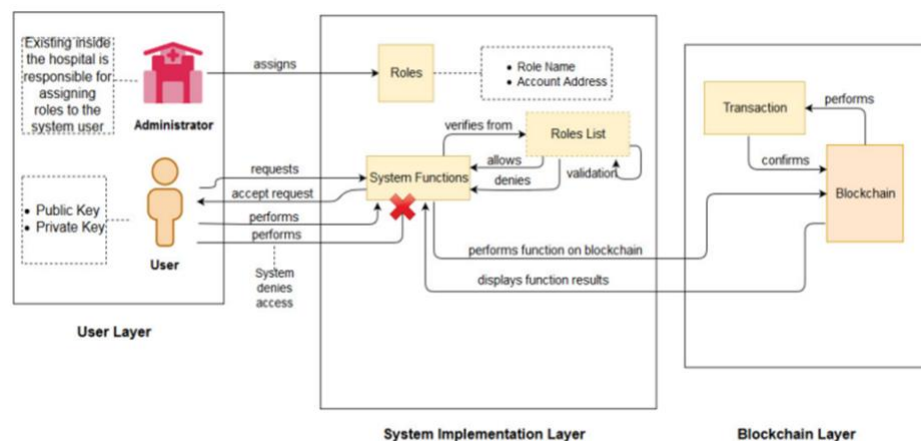 Existing inside
the hospital is
responsible for
assigning
roles to the
system user
Administrator
assigns
Roles
• Role Name
• Account Address
verifies from
Roles List
allows
denies
validation
System Functions
requests
accept request
performs
performs
• Public Key
• Private Key
User
System
denies
access
performs function on blockchain
displays function results
Transaction
performs
confirms
Blockchain
User Layer
System Implementation Layer
Blockchain Layer